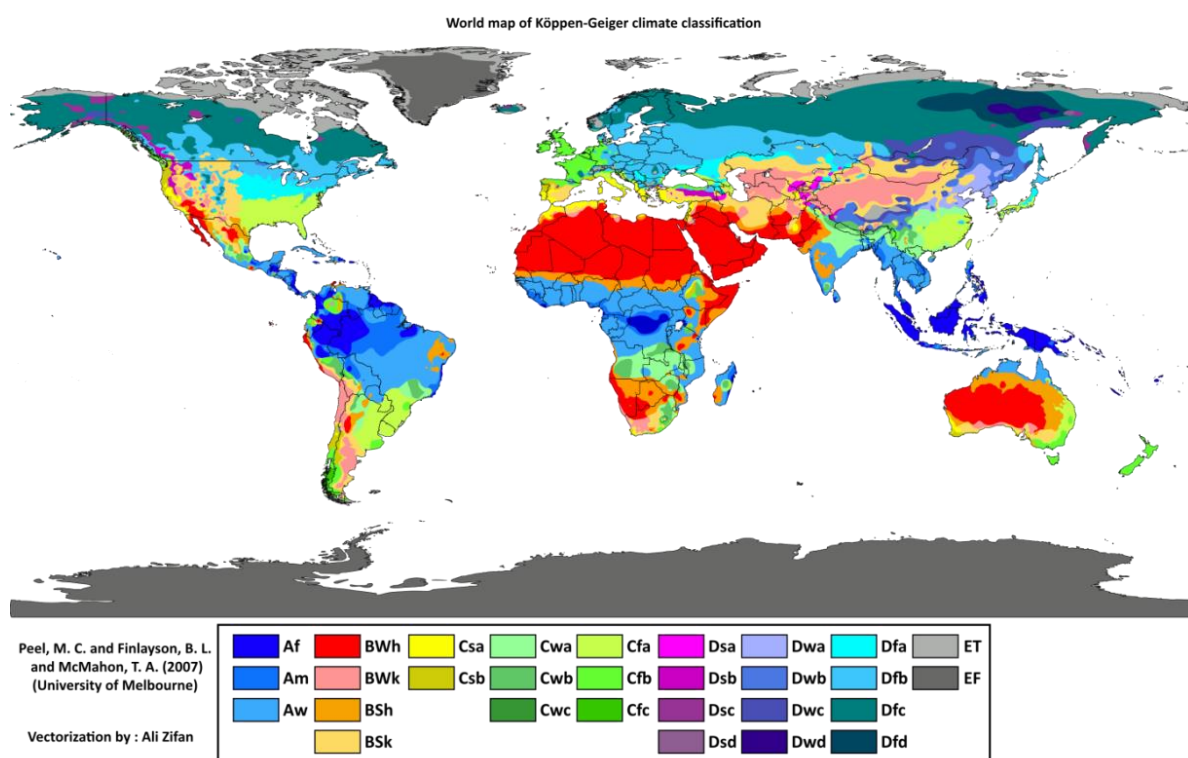 World map of Köppen-Geiger climate classification
Peel, M. C. and Finlayson, B. L.
and McMahon, T. A. (2007)
(University of Melbourne)
Vectorization by : Ali Zifan
Af BWh Csa Cwa Cfa Dsa Dwa Dfa ET
Am BWk Csb Cwb Cfb Dsb Dwb Dfb EF
Aw BSh Cwc Cfc Dsc Dwc Dfc
BSk Dsd Dwd Dfd